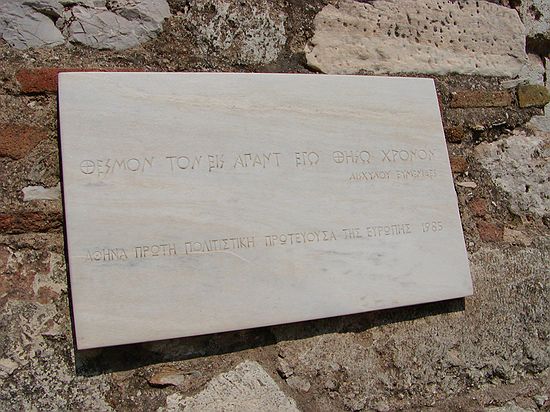 ΘΕΣΜΟΝ ΤΟΝ ΕΙΣ ΑΠΑΝΤ ΕΓΩ ΘΗΣΩ ΧΡΟΝΟΝ
ΑΙΣΧΥΛΟΥ ΕΥΜΕΝΙΔΕΣ
ΑΘΗΝΑ ΠΡΩΤΗ ΠΟΛΙΤΙΣΤΙΚΗ ΠΡΩΤΕΥΟΥΣΑ ΤΗΣ ΕΥΡΩΠΗΣ 1985